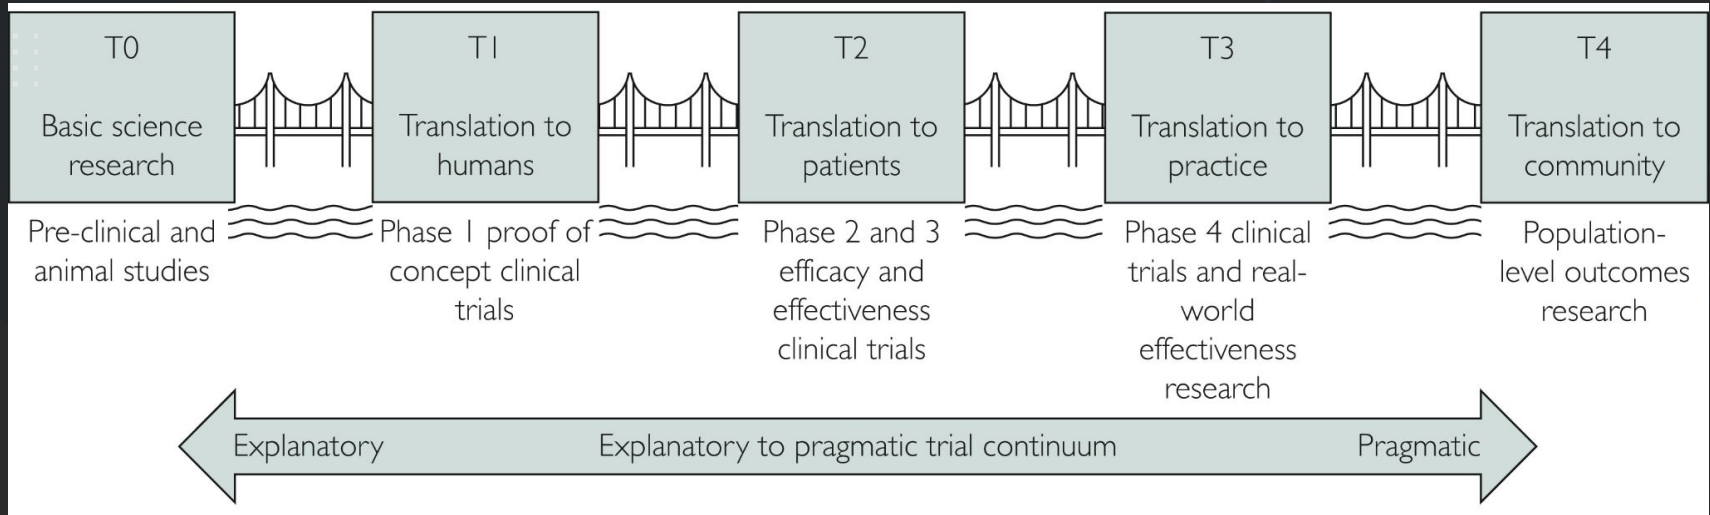 T0
Basic science
research
Pre-clinical and
animal studies
T1
Translation to
humans
Phase 1 proof of
concept clinical
trials
T2
Translation to
patients
Phase 2 and 3
efficacy and
effectiveness
clinical trials
T3
Translation to
practice
Phase 4 clinical
trials and real-
world
effectiveness
research
T4
Translation to
community
Population-
level outcomes
research
Explanatory
Explanatory to pragmatic trial continuum
Pragmatic